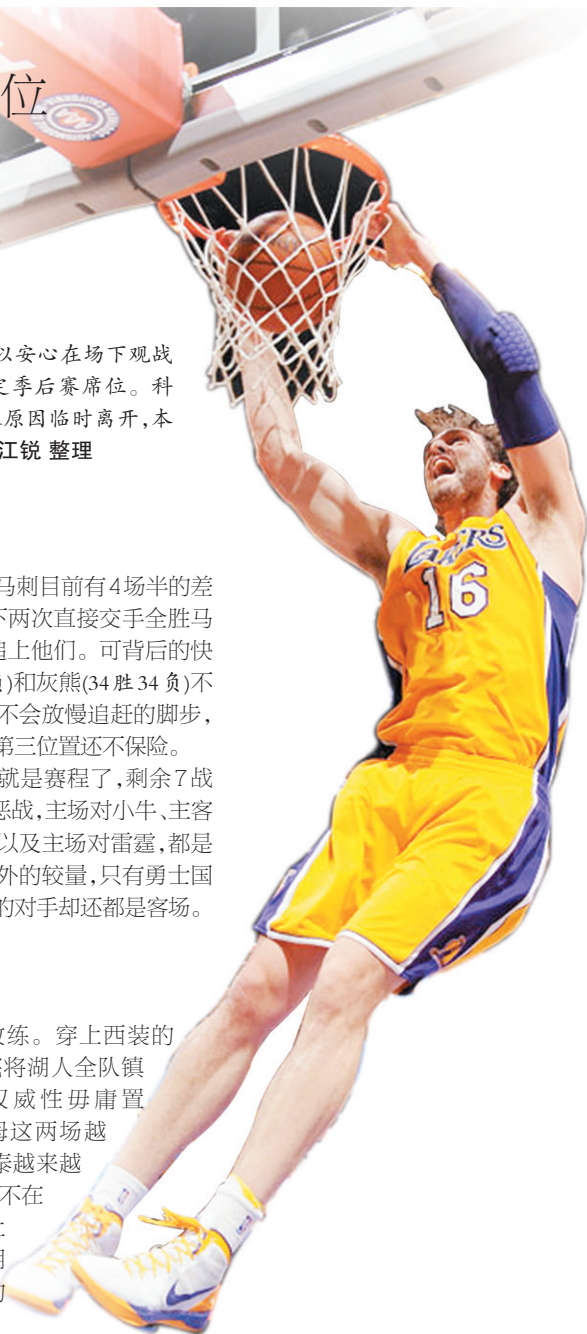 位
以安心在场下观战
定季后赛席位。科
原因临时离开,本
江锐 整理
马刺目前有4场半的差
下两次直接交手全胜马
追上他们。可背后的快
)和灰熊(34胜34负)不
不会放慢追赶的脚步,
第三位置还不保险。
就是赛程了,剩余7战
恶战,主场对小牛、主客
以及主场对雷霆,都是
外的较量,只有勇士国
的对手却还都是客场。
教练。穿上西装的
将湖人全队镇
权威性毋庸置
姆这两场越
泰越来越
不在
LAKERS
16